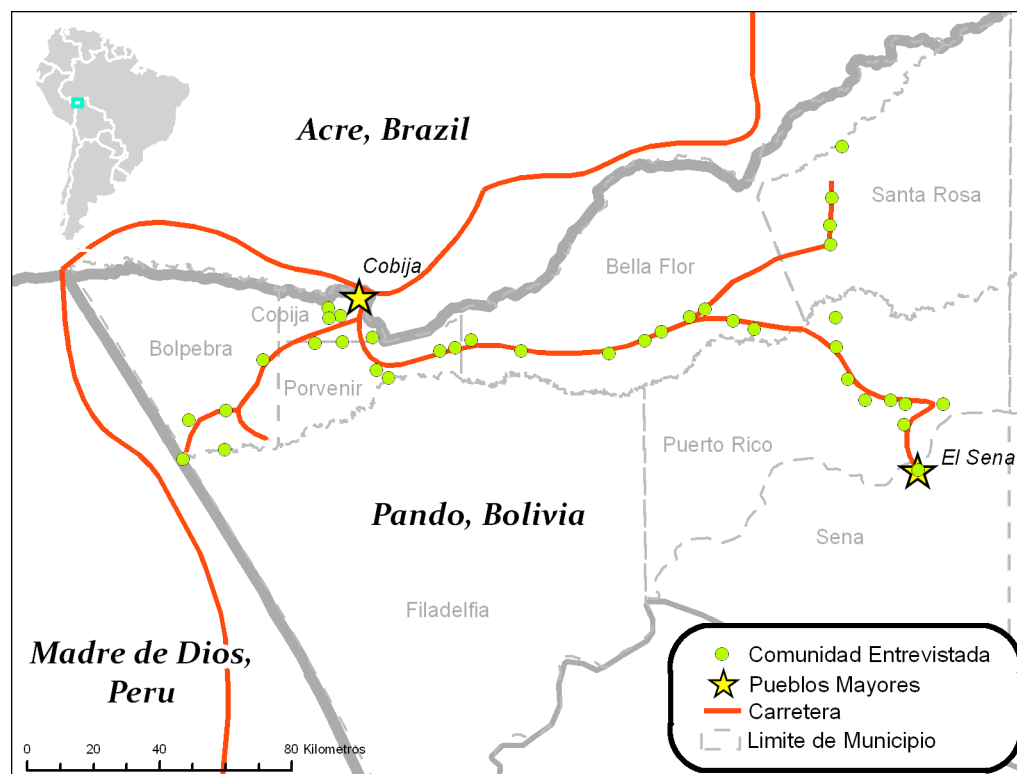 Acre, Brazil
Santa Rosa
Cobija
Bella Flor
Cobija
Bolpebra
Porvenir
Puerto Rico
El Sena
Pando, Bolivia
Sena
Filadelfia
Madre de Dios,
Peru
0 20 40 80 Kilometros
Comunidad Entrevistada
Pueblos Mayores
Carretera
Limite de Municipio